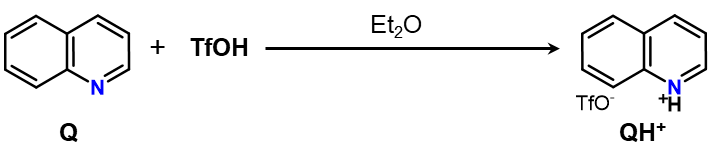 Et₂O
N + TfOH TfO⁻ N⁺H
Q QH⁺